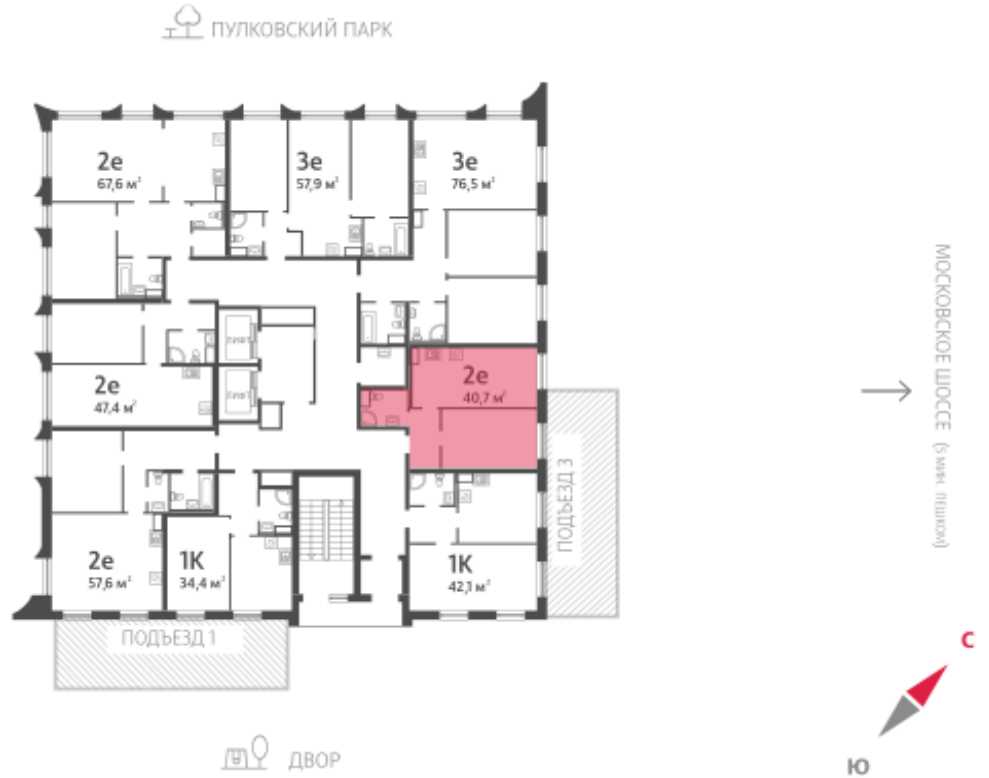 ПУЛКОВСКИЙ ПАРК
2е
67,6 м²
3е
57,9 м²
3е
76,5 м²
МОСКОВСКОЕ ШОССЕ (5 МИН. ПЕШКОМ)
ЛИФТ
ЛИФТ
2е
47,4 м²
2е
40,7 м²
ПОДЪЕЗД 3
2е
57,6 м²
1К
34,4 м²
1К
42,1 м²
ПОДЪЕЗД 1
С
Ю
ДВОР